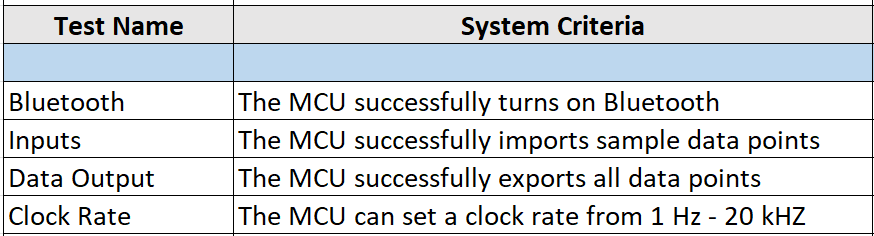 Test Name System Criteria
Bluetooth The MCU successfully turns on Bluetooth
Inputs The MCU successfully imports sample data points
Data Output The MCU successfully exports all data points
Clock Rate The MCU can set a clock rate from 1 Hz - 20 kHZ